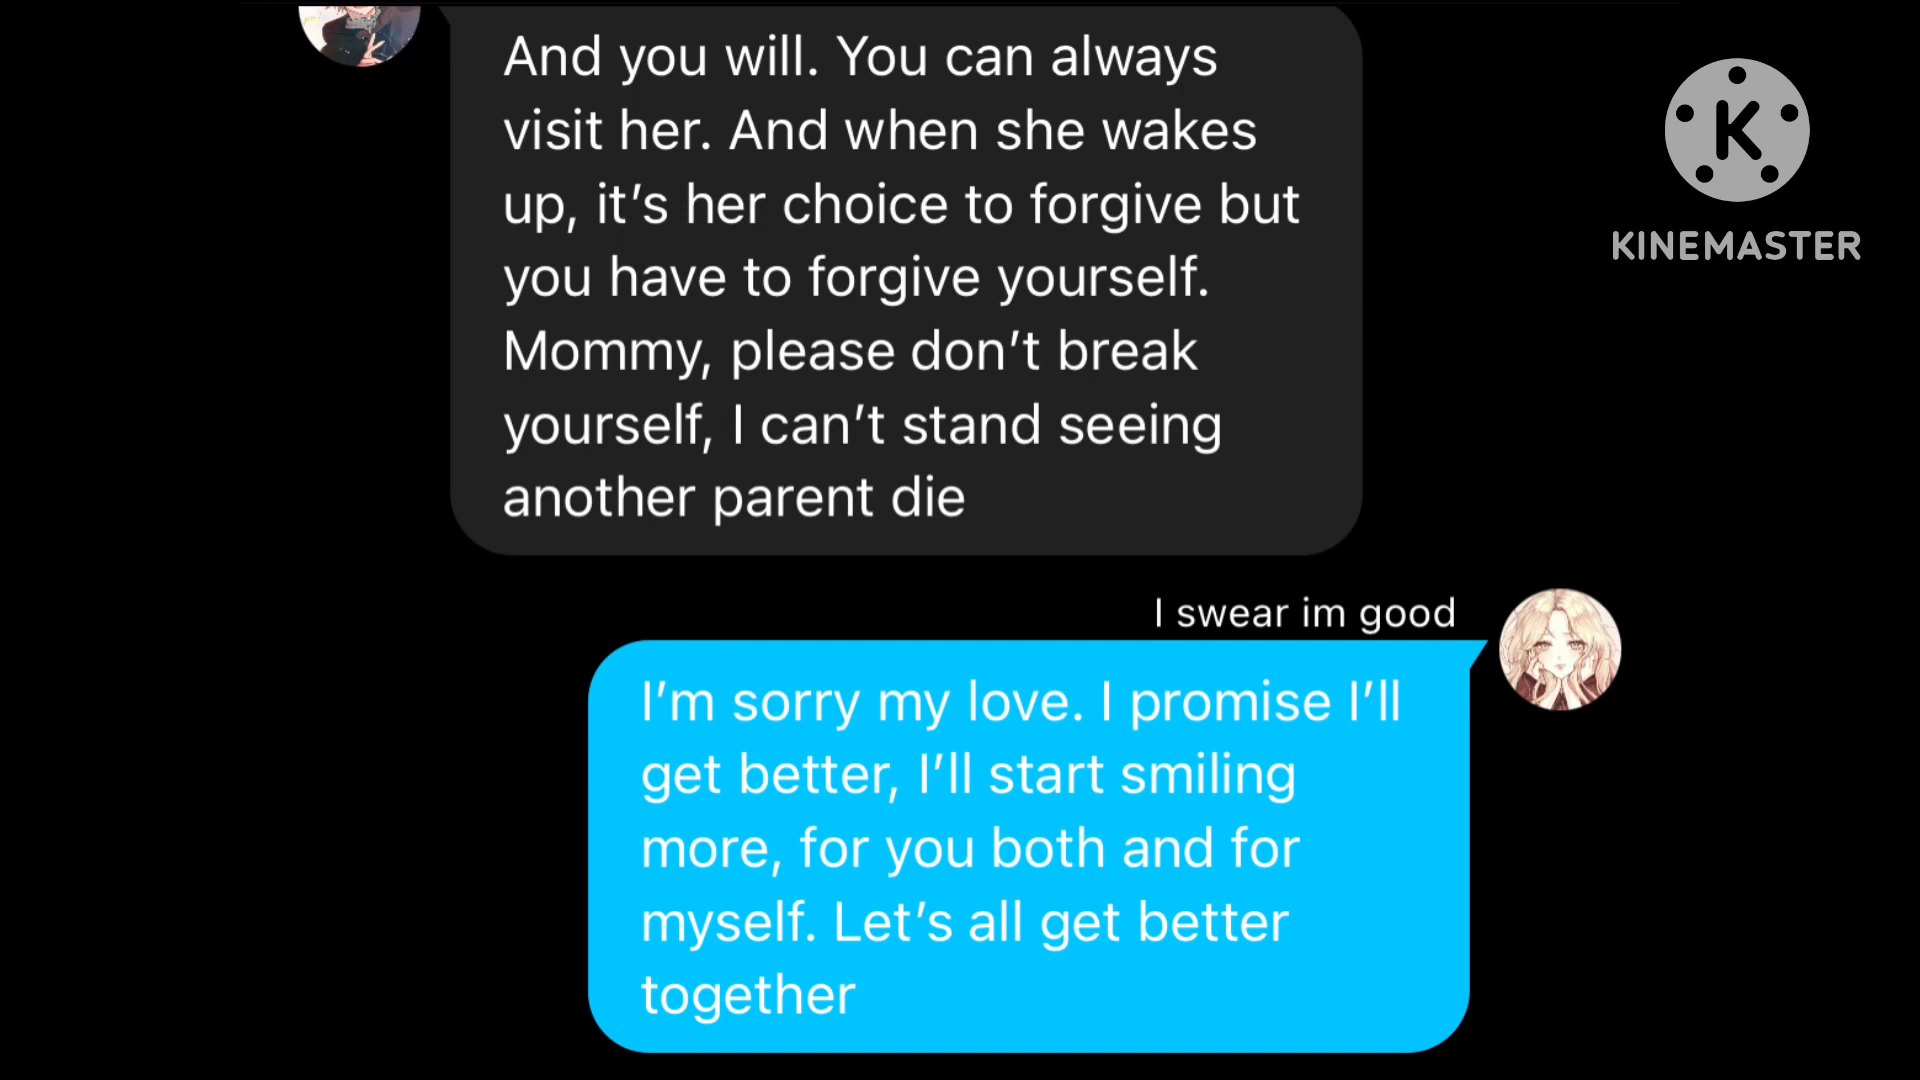 And you will. You can always
visit her. And when she wakes
up, it's her choice to forgive but
you have to forgive yourself.
Mommy, please don't break
yourself, I can't stand seeing
another parent die
K
KINEMASTER
I swear im good
I'm sorry my love. I promise I'll
get better, I'll start smiling
more, for you both and for
myself. Let's all get better
together